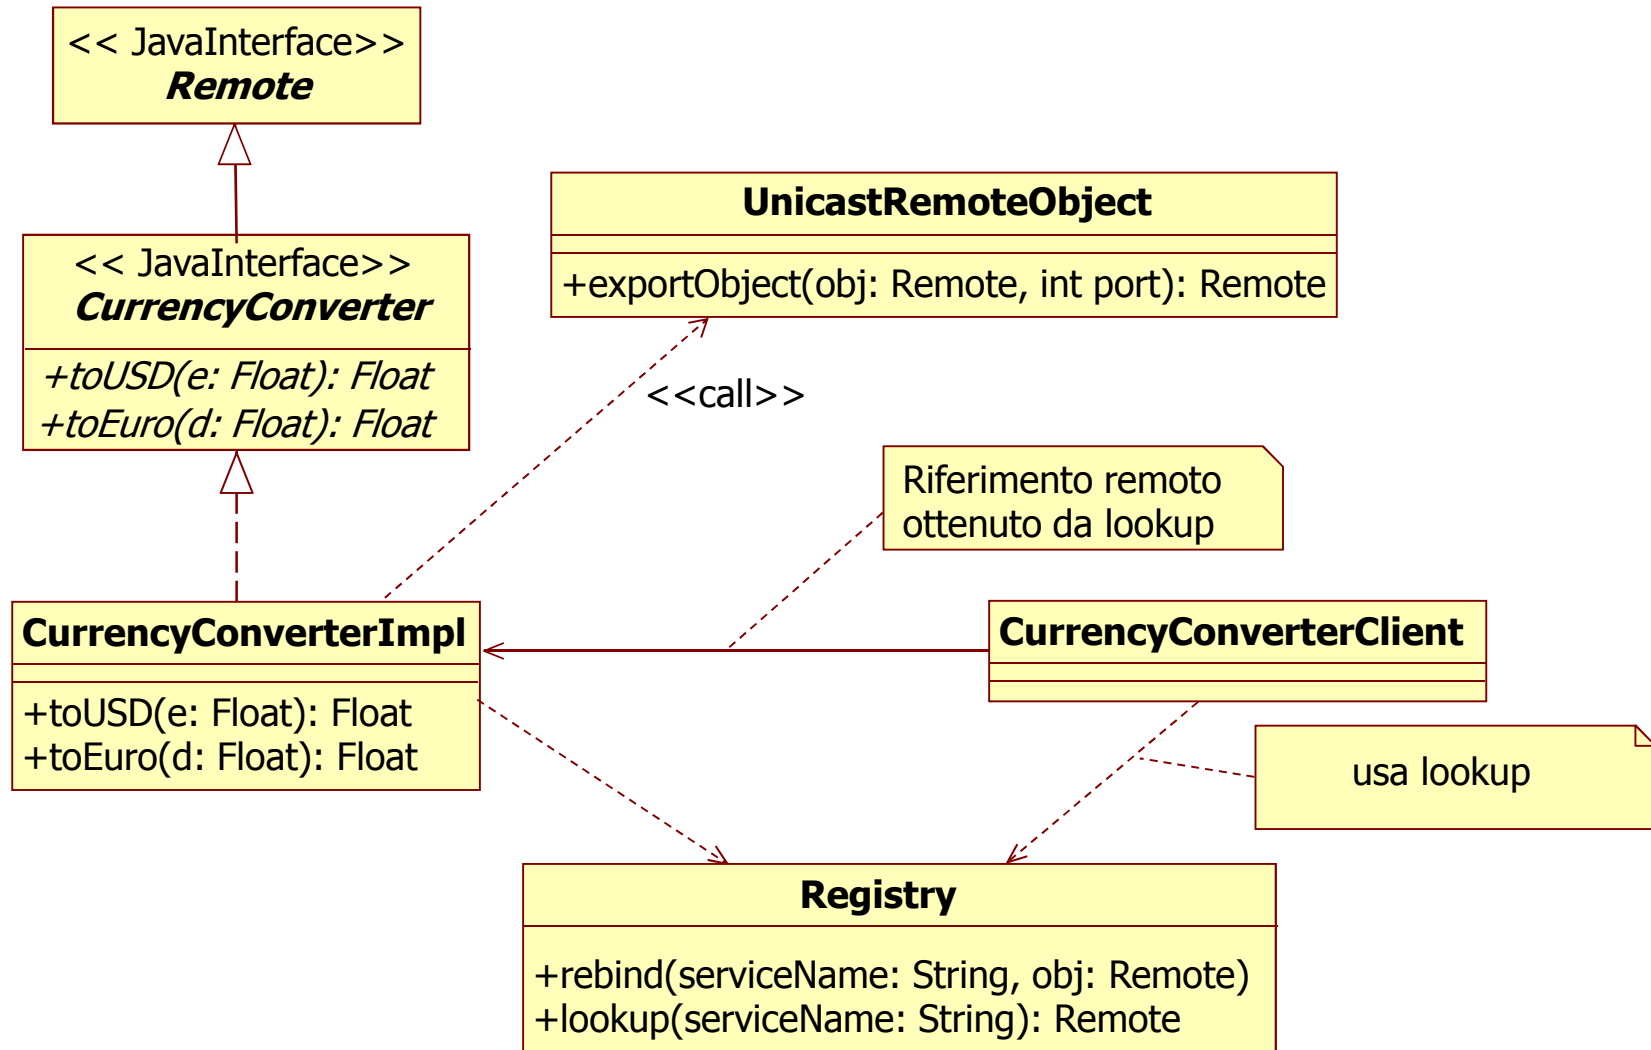 << JavaInterface>>
Remote
<< JavaInterface>>
CurrencyConverter
+toUSD(e: Float): Float
+toEuro(d: Float): Float
UnicastRemoteObject
+exportObject(obj: Remote, int port): Remote
<<call>>
Riferimento remoto
ottenuto da lookup
CurrencyConverterImpl
+toUSD(e: Float): Float
+toEuro(d: Float): Float
CurrencyConverterClient
usa lookup
Registry
+rebind(serviceName: String, obj: Remote)
+lookup(serviceName: String): Remote